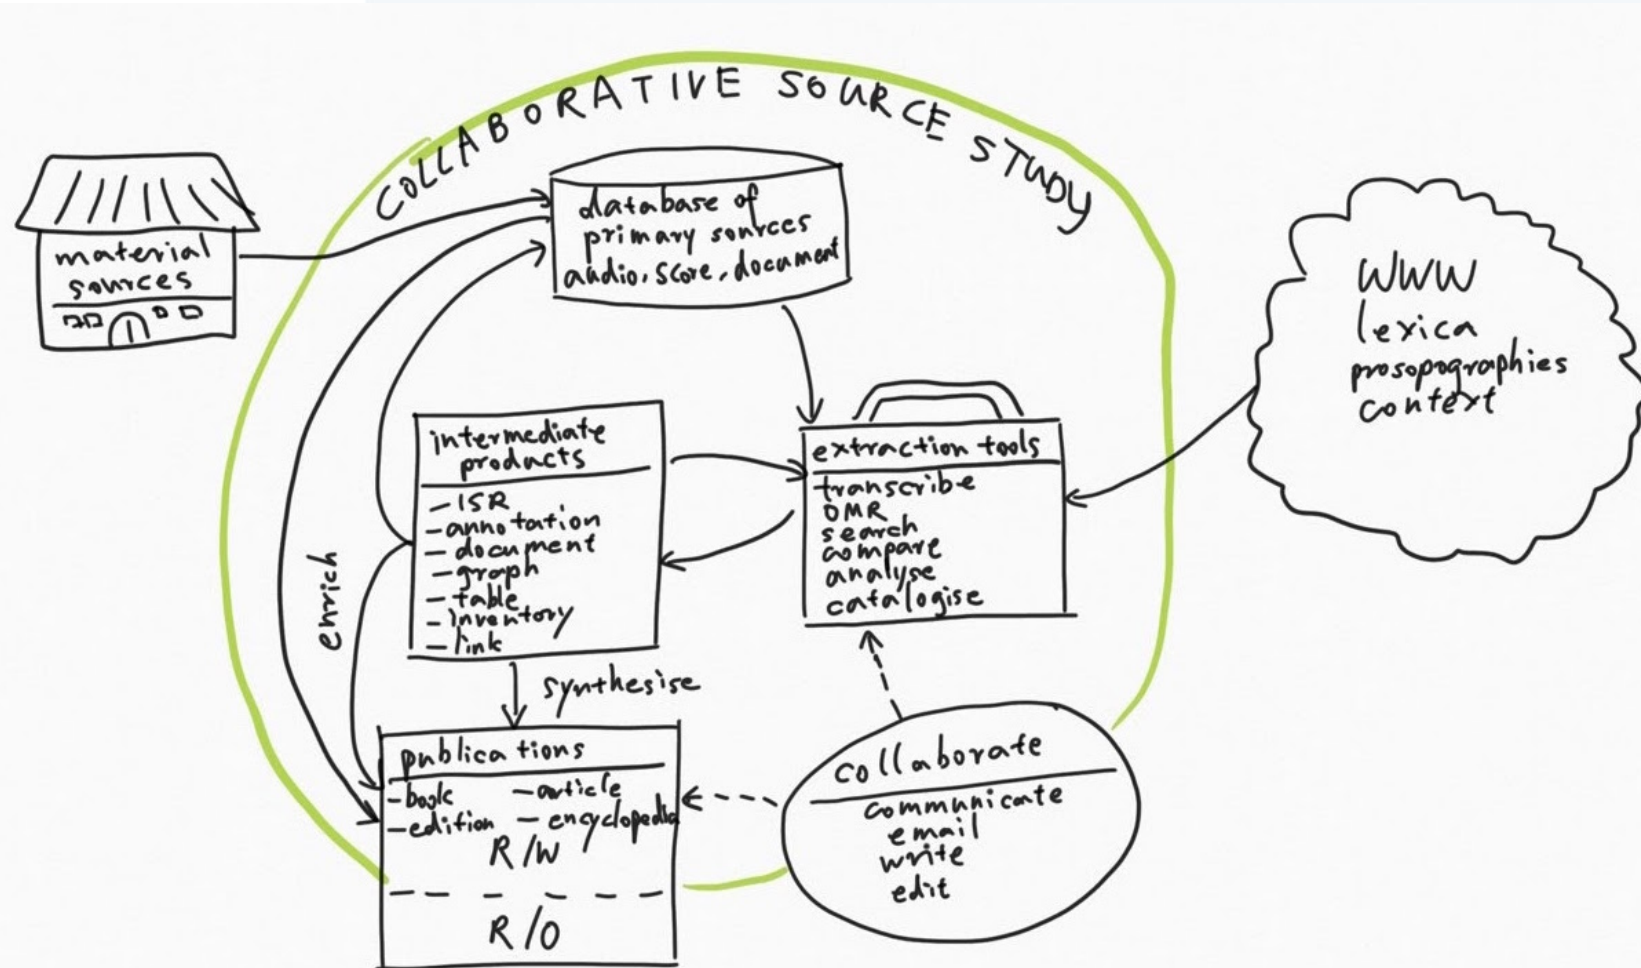 COLLABORATIVE SOURCE STUDY
material
sources
database of
primary sources
audio, score, document
WWW
lexica
prosopographies
context
intermediate
products
- ISR
- annotation
- document
- graph
- table
- inventory
- link
extraction tools
transcribe
OMR
search
compare
analyse
catalogise
enrich
synthesise
publications
- book - article
- edition - encyclopedia
R/W
R/O
collaborate
communicate
email
write
edit